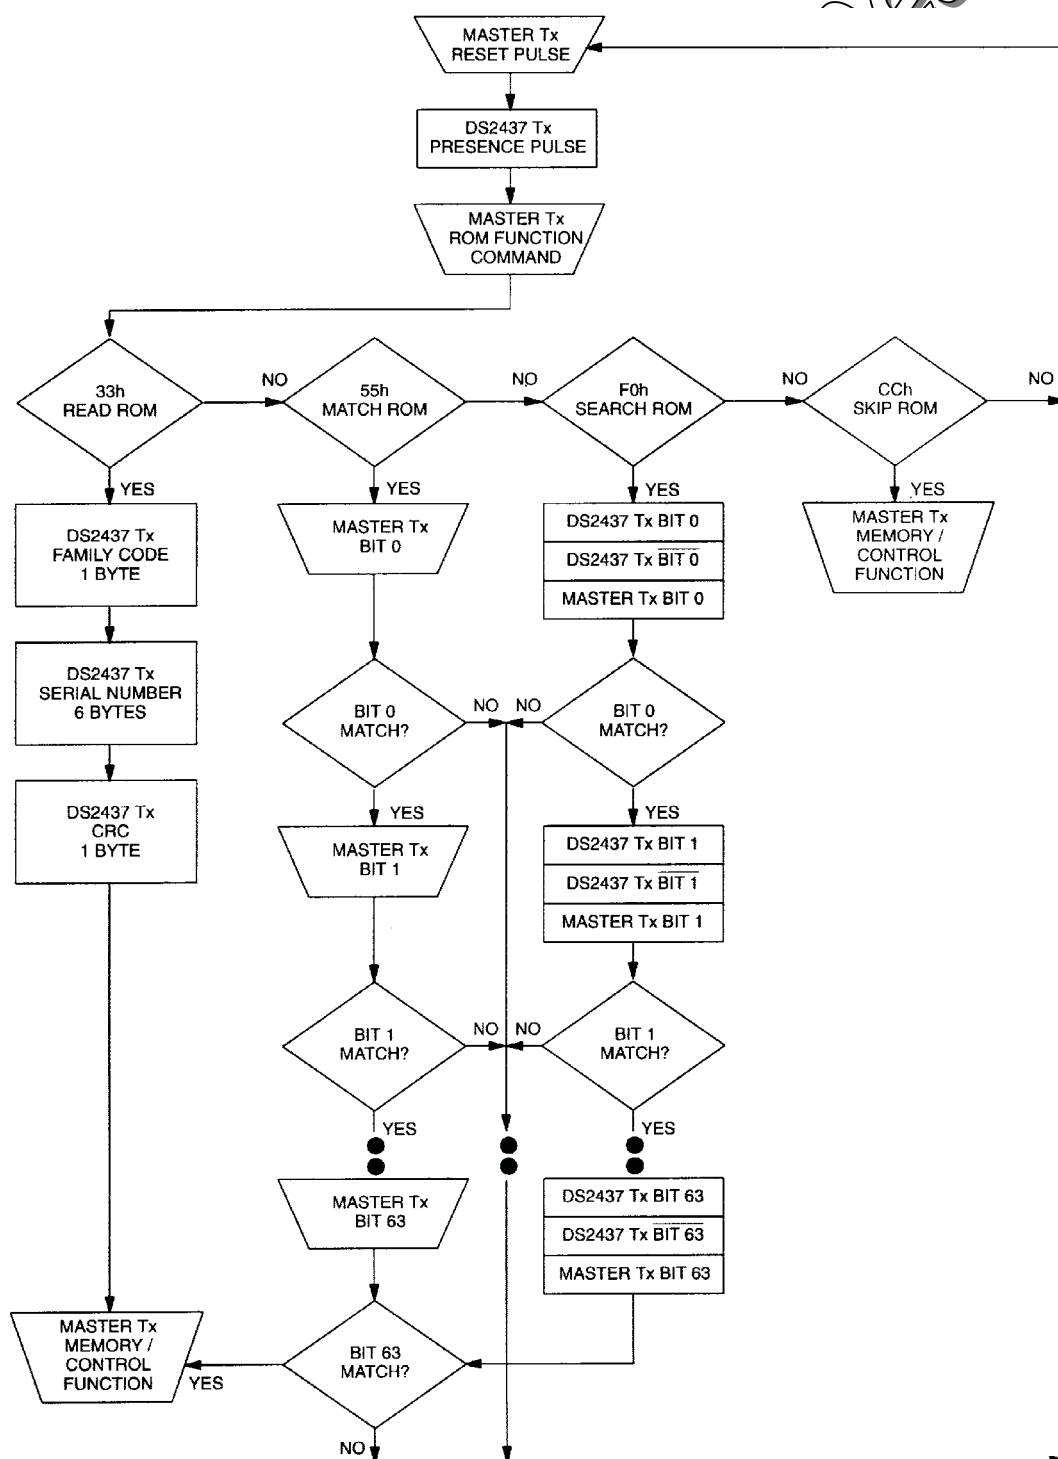 MASTER Tx
RESET PULSE
DS2437 Tx
PRESENCE PULSE
MASTER Tx
ROM FUNCTION
COMMAND
33h
READ ROM
NO
55h
MATCH ROM
NO
F0h
SEARCH ROM
NO
CCh
SKIP ROM
NO
YES
YES
YES
YES
DS2437 Tx
FAMILY CODE
1 BYTE
MASTER Tx
BIT 0
DS2437 Tx BIT 0
DS2437 Tx B̅I̅T̅ ̅0̅
MASTER Tx BIT 0
MASTER Tx
MEMORY /
CONTROL
FUNCTION
DS2437 Tx
SERIAL NUMBER
6 BYTES
BIT 0
MATCH?
NO
NO
BIT 0
MATCH?
YES
YES
DS2437 Tx
CRC
1 BYTE
MASTER Tx
BIT 1
DS2437 Tx BIT 1
DS2437 Tx B̅I̅T̅ ̅1̅
MASTER Tx BIT 1
BIT 1
MATCH?
NO
NO
BIT 1
MATCH?
YES
YES
MASTER Tx
BIT 63
DS2437 Tx BIT 63
DS2437 Tx B̅I̅T̅ ̅6̅3̅
MASTER Tx BIT 63
MASTER Tx
MEMORY /
CONTROL
FUNCTION
YES
BIT 63
MATCH?
NO